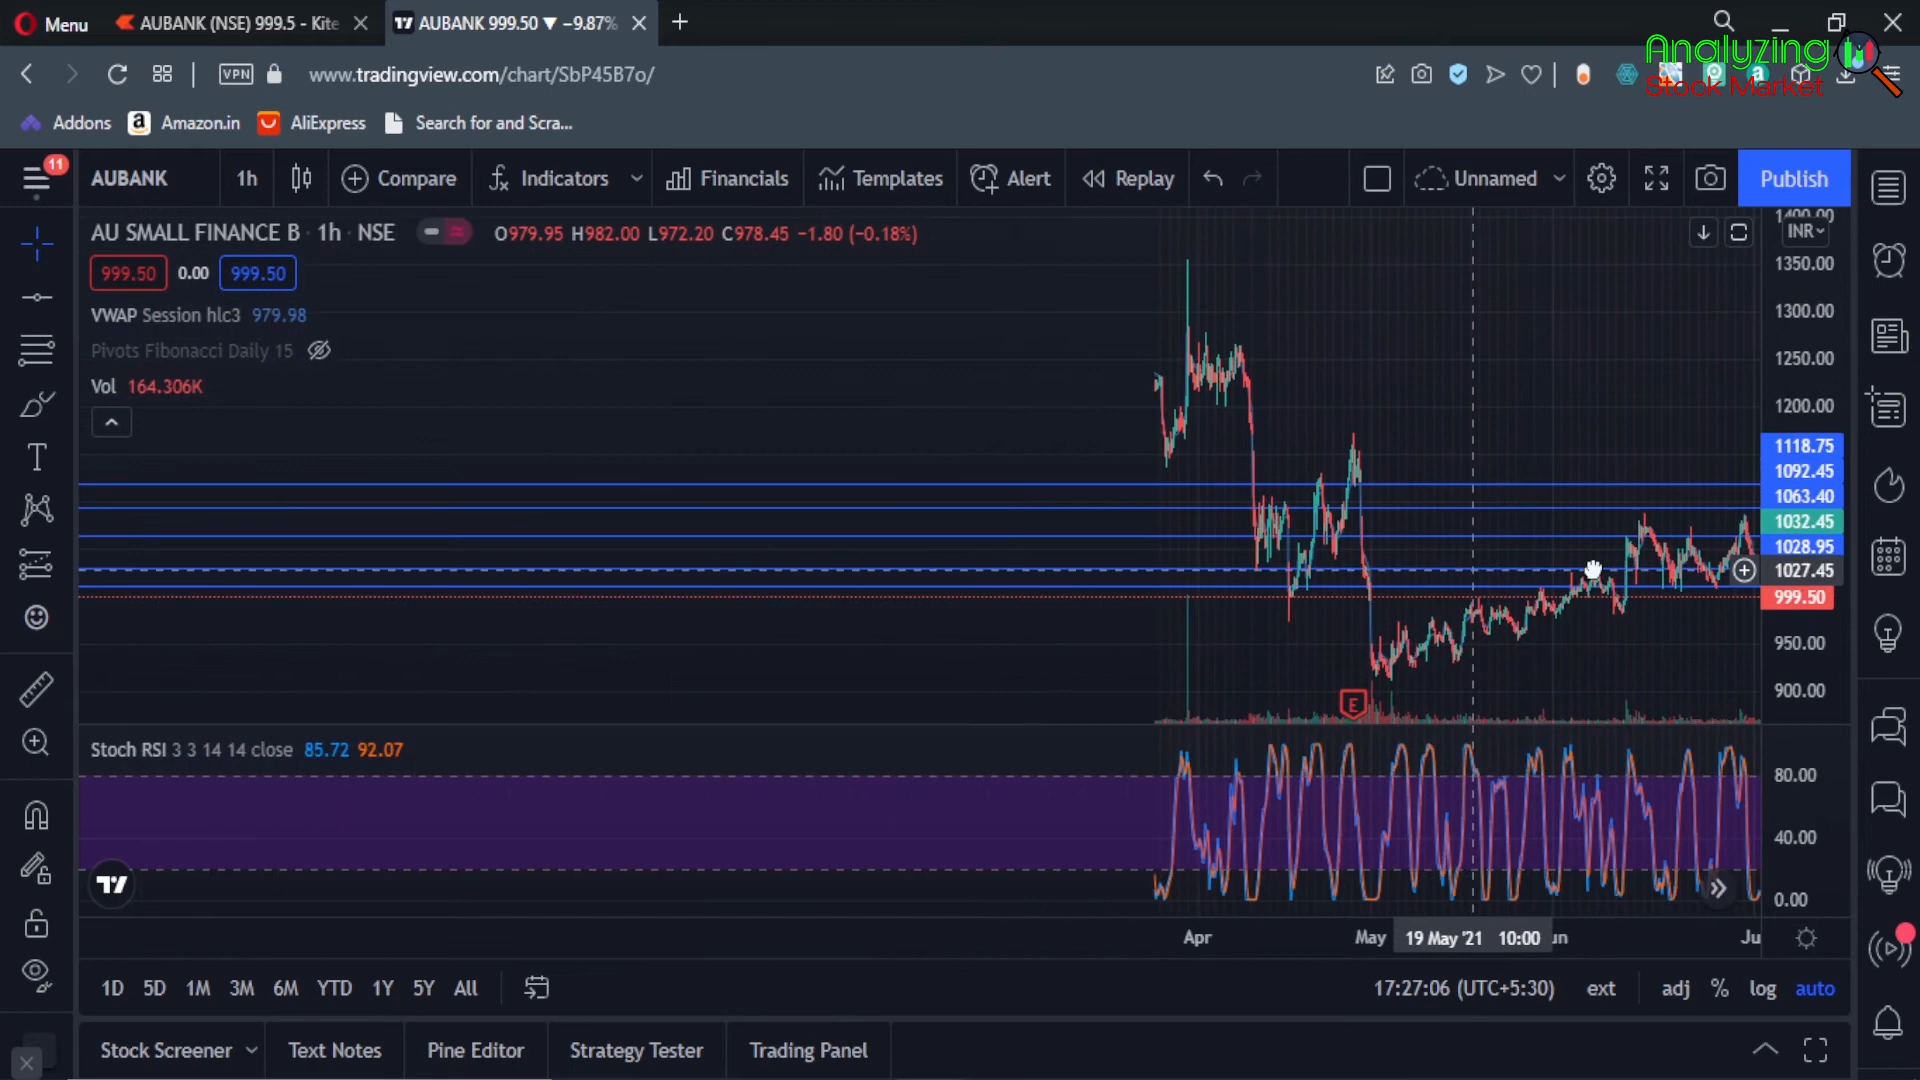 Menu
AUBANK (NSE) 999.5 - Kite
AUBANK 999.50 ▼ −9.87%
Analyzing
Stock Market
VPN
www.tradingview.com/chart/SbP45B7o/
Addons
Amazon.in
AliExpress
Search for and Scra...
11
AUBANK
1h
Compare
Indicators
Financials
Templates
Alert
Replay
Unnamed
Publish
AU SMALL FINANCE B · 1h · NSE
O979.95 H982.00 L972.20 C978.45 −1.80 (−0.18%)
INR
999.50 0.00 999.50
VWAP Session hlc3 979.98
Pivots Fibonacci Daily 15
Vol 164.306K
1400.00
1350.00
1300.00
1250.00
1200.00
1118.75
1092.45
1063.40
1032.45
1028.95
1027.45
999.50
950.00
900.00
E
Stoch RSI 3 3 14 14 close 85.72 92.07
80.00
40.00
0.00
Apr
May
19 May '21 10:00
un
Ju
1D 5D 1M 3M 6M YTD 1Y 5Y All
17:27:06 (UTC+5:30)
ext
adj % log auto
Stock Screener
Text Notes
Pine Editor
Strategy Tester
Trading Panel